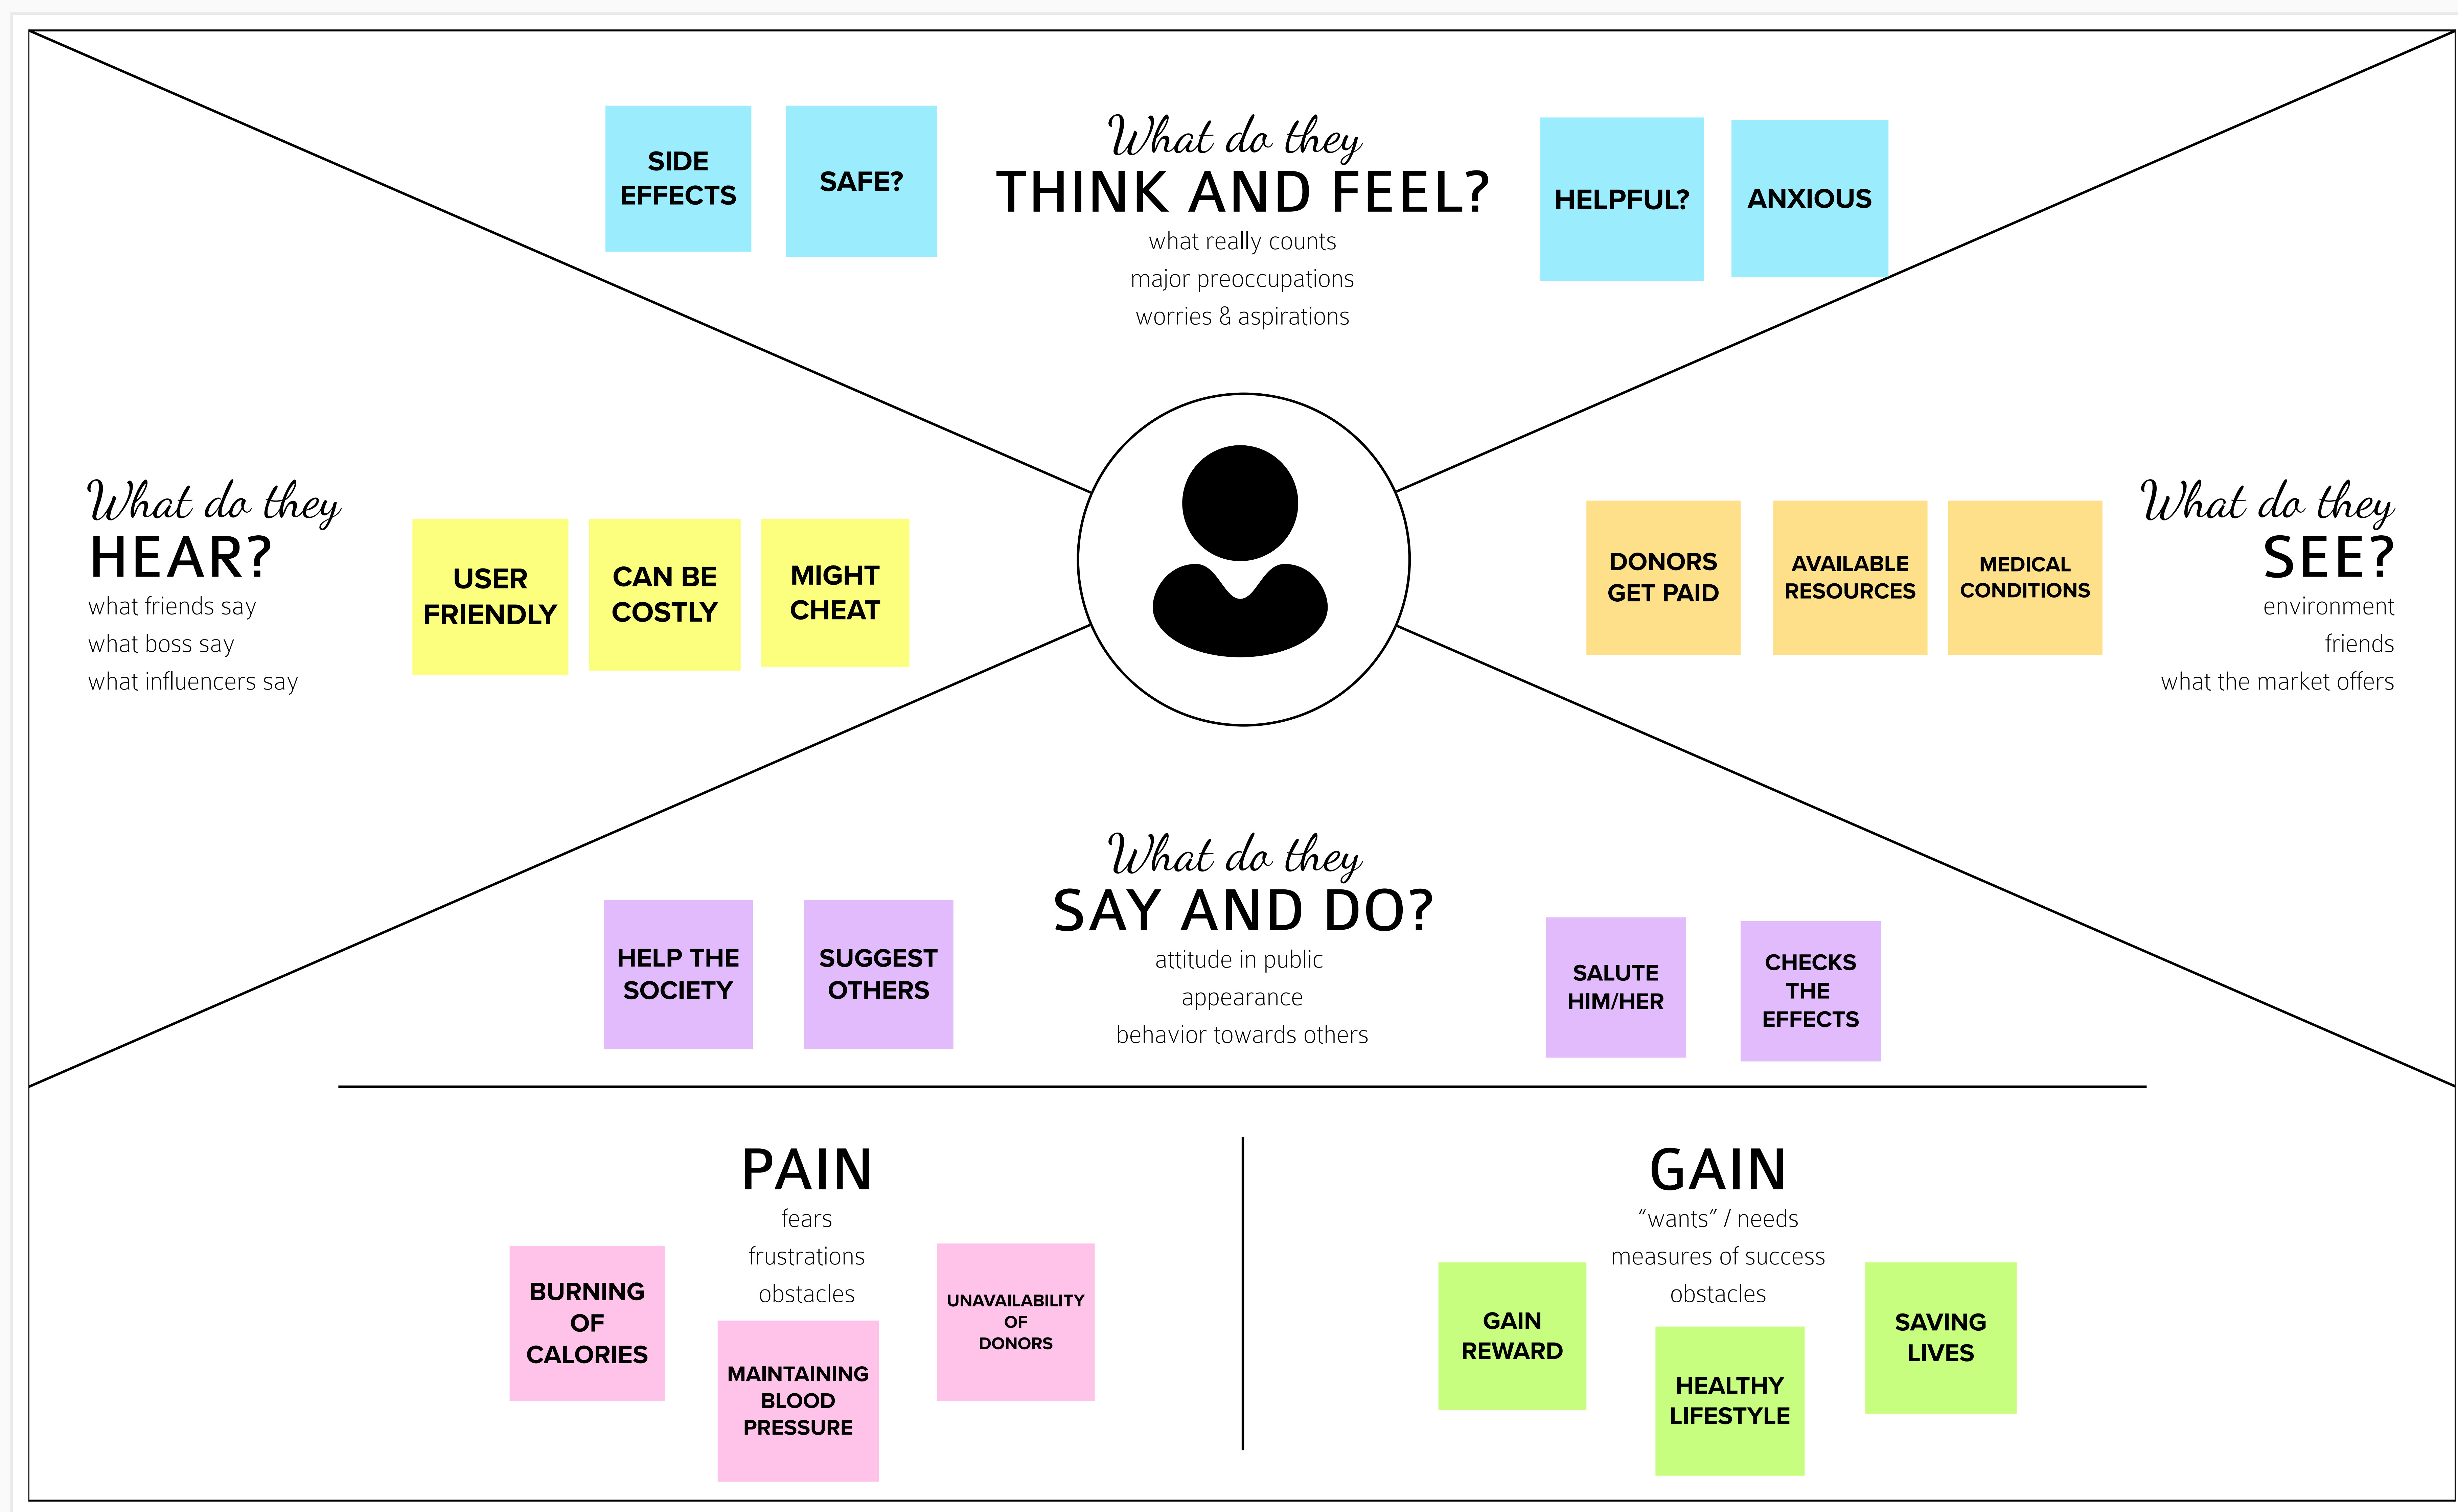 SIDE
EFFECTS
SAFE?
What do they
THINK AND FEEL?
what really counts
major preoccupations
worries & aspirations
HELPFUL?
ANXIOUS
What do they
HEAR?
what friends say
what boss say
what influencers say
USER
FRIENDLY
CAN BE
COSTLY
MIGHT
CHEAT
DONORS
GET PAID
AVAILABLE
RESOURCES
MEDICAL
CONDITIONS
What do they
SEE?
environment
friends
what the market offers
What do they
SAY AND DO?
attitude in public
appearance
behavior towards others
HELP THE
SOCIETY
SUGGEST
OTHERS
SALUTE
HIM/HER
CHECKS
THE
EFFECTS
PAIN
fears
frustrations
obstacles
BURNING
OF
CALORIES
MAINTAINING
BLOOD
PRESSURE
UNAVAILABILITY
OF
DONORS
GAIN
“wants” / needs
measures of success
obstacles
GAIN
REWARD
HEALTHY
LIFESTYLE
SAVING
LIVES